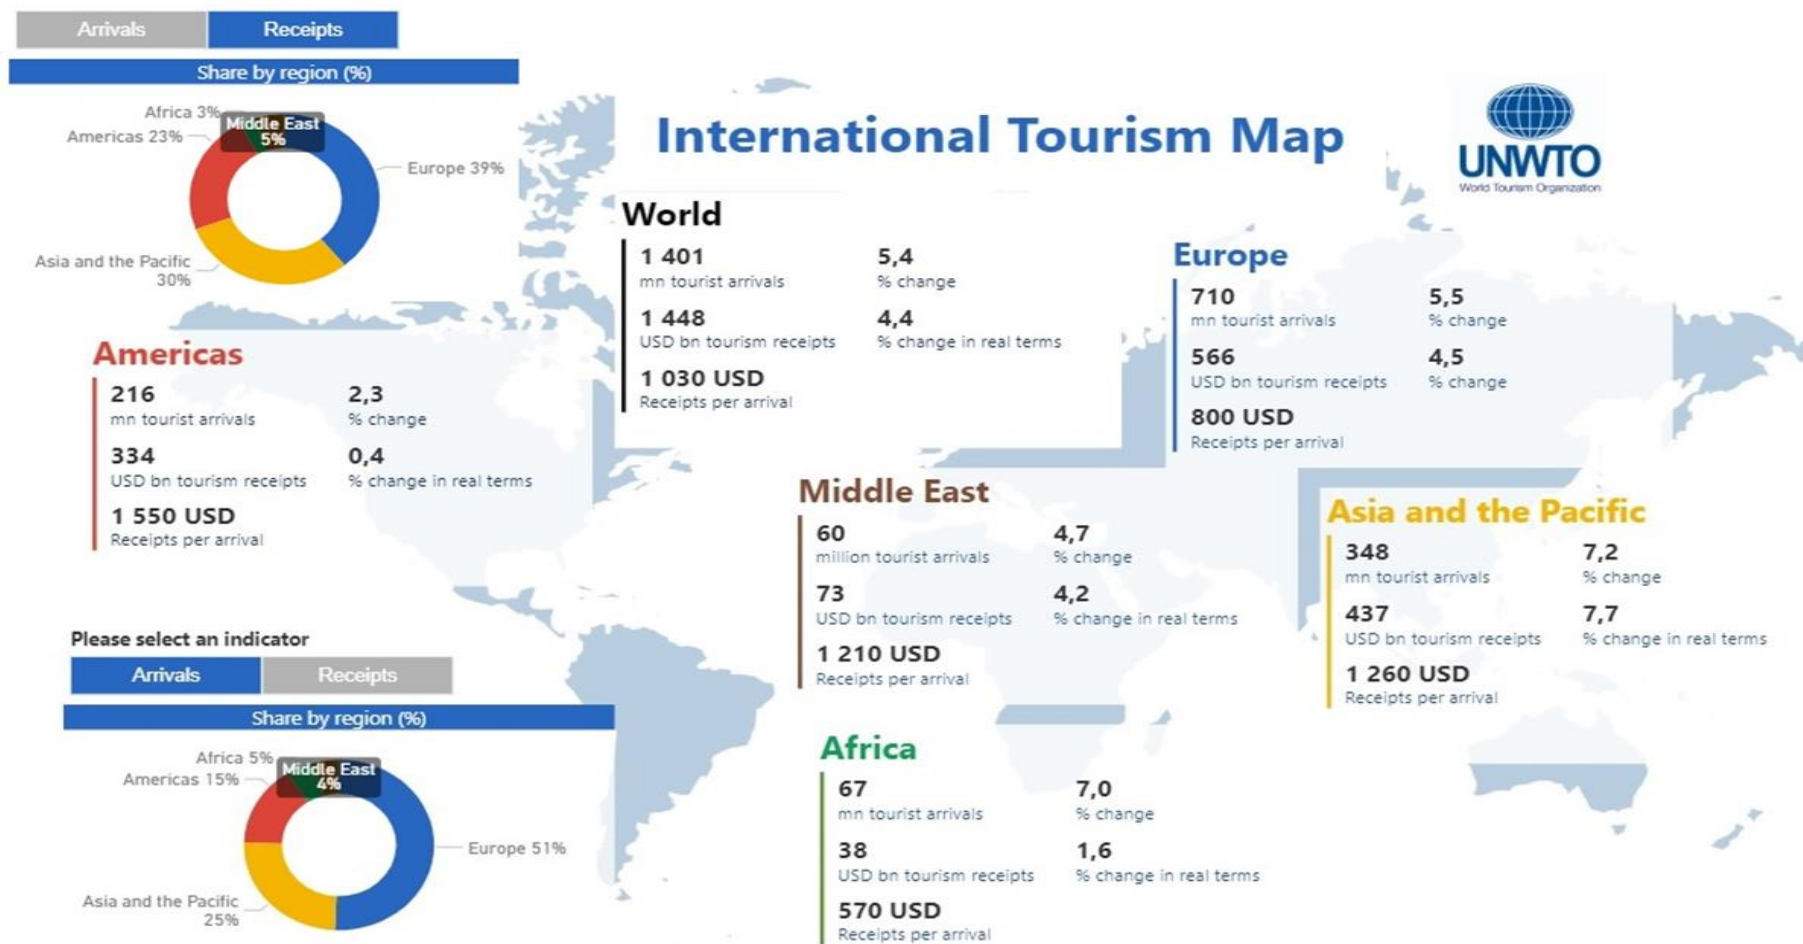 Arrivals
Receipts
Share by region (%)
Africa 3%
Middle East
5%
Americas 23%
Europe 39%
Asia and the Pacific
30%
International Tourism Map
UNWTO
World Tourism Organization
World
1 401
5,4
mn tourist arrivals
% change
1 448
4,4
USD bn tourism receipts
% change in real terms
1 030 USD
Receipts per arrival
Europe
710
5,5
mn tourist arrivals
% change
566
4,5
USD bn tourism receipts
% change
800 USD
Receipts per arrival
Americas
216
2,3
mn tourist arrivals
% change
334
0,4
USD bn tourism receipts
% change in real terms
1 550 USD
Receipts per arrival
Middle East
60
4,7
million tourist arrivals
% change
73
4,2
USD bn tourism receipts
% change in real terms
1 210 USD
Receipts per arrival
Asia and the Pacific
348
7,2
mn tourist arrivals
% change
437
7,7
USD bn tourism receipts
% change in real terms
1 260 USD
Receipts per arrival
Please select an indicator
Arrivals
Receipts
Share by region (%)
Africa 5%
Middle East
4%
Americas 15%
Europe 51%
Asia and the Pacific
25%
Africa
67
7,0
mn tourist arrivals
% change
38
1,6
USD bn tourism receipts
% change in real terms
570 USD
Receipts per arrival